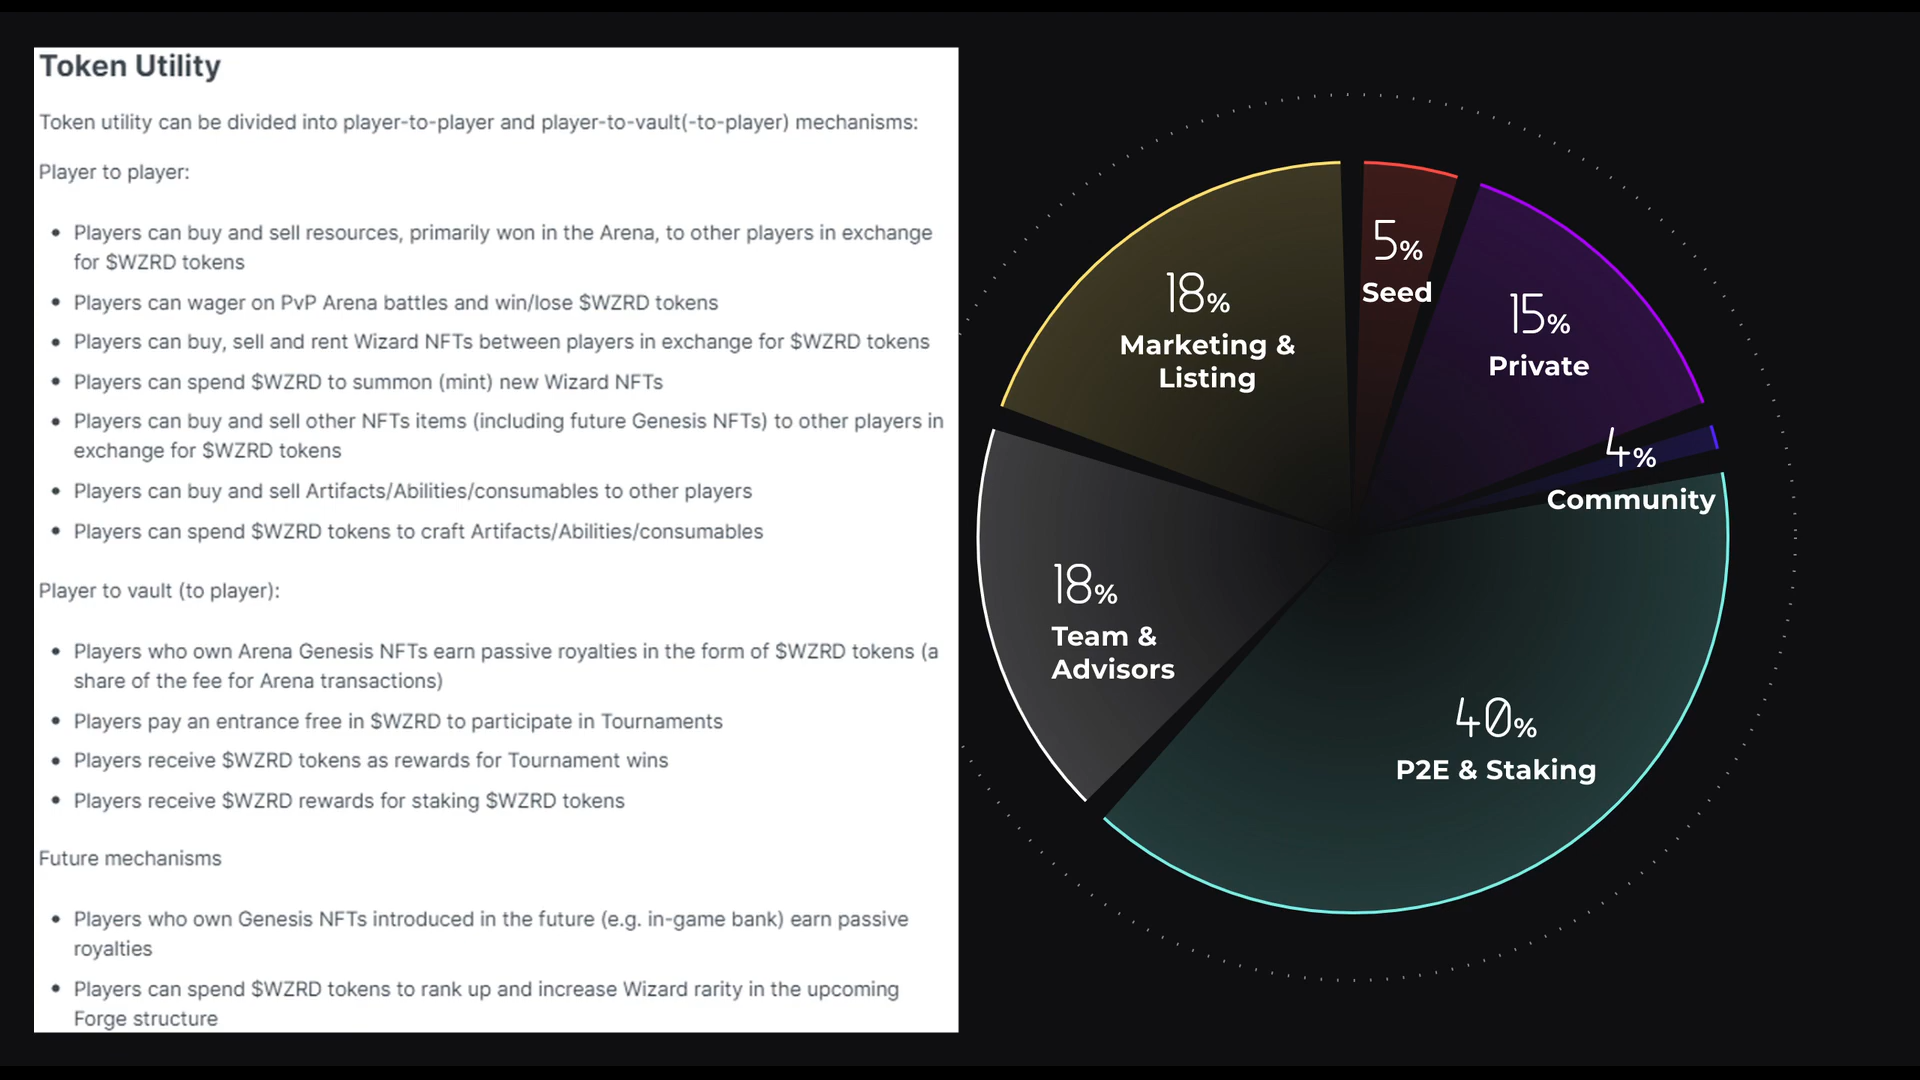 Token Utility
Token utility can be divided into player-to-player and player-to-vault(-to-player) mechanisms:
Player to player:
• Players can buy and sell resources, primarily won in the Arena, to other players in exchange
for $WZRD tokens
• Players can wager on PvP Arena battles and win/lose $WZRD tokens
• Players can buy, sell and rent Wizard NFTs between players in exchange for $WZRD tokens
• Players can spend $WZRD to summon (mint) new Wizard NFTs
• Players can buy and sell other NFTs items (including future Genesis NFTs) to other players in
exchange for $WZRD tokens
• Players can buy and sell Artifacts/Abilities/consumables to other players
• Players can spend $WZRD tokens to craft Artifacts/Abilities/consumables
Player to vault (to player):
• Players who own Arena Genesis NFTs earn passive royalties in the form of $WZRD tokens (a
share of the fee for Arena transactions)
• Players pay an entrance free in $WZRD to participate in Tournaments
• Players receive $WZRD tokens as rewards for Tournament wins
• Players receive $WZRD rewards for staking $WZRD tokens
Future mechanisms
• Players who own Genesis NFTs introduced in the future (e.g. in-game bank) earn passive
royalties
• Players can spend $WZRD tokens to rank up and increase Wizard rarity in the upcoming
Forge structure
5%
Seed
15%
Private
4%
Community
40%
P2E & Staking
18%
Team &
Advisors
18%
Marketing &
Listing